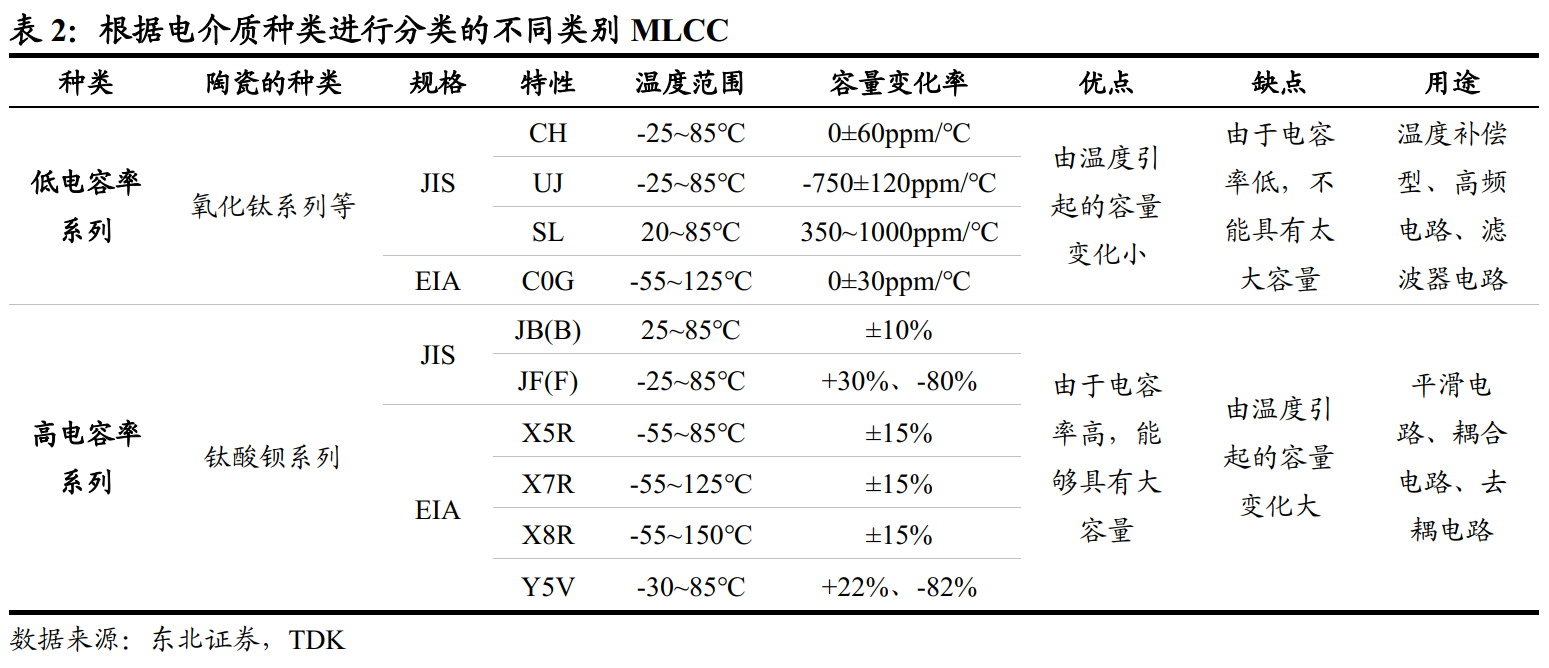 表 2：根据电介质种类进行分类的不同类别 MLCC
种类 陶瓷的种类 规格 特性 温度范围 容量变化率 优点 缺点 用途
低电容率
系列
氧化钛系列等
JIS
CH -25~85℃ 0±60ppm/℃
UJ -25~85℃ -750±120ppm/℃
SL 20~85℃ 350~1000ppm/℃
EIA
C0G -55~125℃ 0±30ppm/℃
由温度引
起的容量
变化小
由于电容
率低，不
能具有太
大容量
温度补偿
型、高频
电路、滤
波器电路
高电容率
系列
钛酸钡系列
JIS
JB(B) 25~85℃ ±10%
JF(F) -25~85℃ +30%、-80%
EIA
X5R -55~85℃ ±15%
X7R -55~125℃ ±15%
X8R -55~150℃ ±15%
Y5V -30~85℃ +22%、-82%
由于电容
率高，能
够具有大
容量
由温度引
起的容量
变化大
平滑电
路、耦合
电路、去
耦电路
数据来源：东北证券，TDK